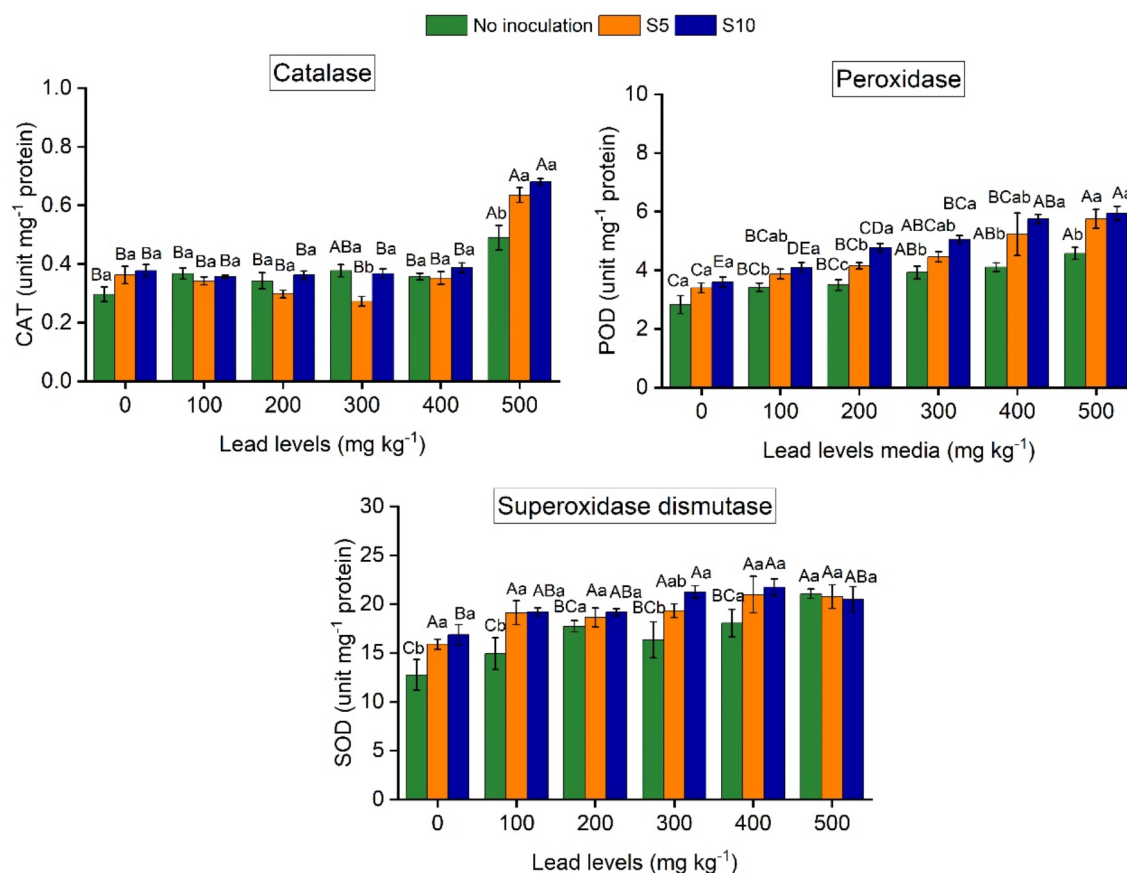 No inoculation S5 S10
Catalase
CAT (unit mg⁻¹ protein)
1.0
0.8
0.6
0.4
0.2
0.0
Ba Ba Ba Ba Ba Ba Ba Ba Ba ABa Bb Ba Ba Ba Ba Ab Aa Aa
0 100 200 300 400 500
Lead levels (mg kg⁻¹)
Peroxidase
POD (unit mg⁻¹ protein)
10
8
6
4
2
0
Ca Ca Ea BCb BCab DEa BCc BCb CDa ABb ABCab BCa ABb BCab ABa Ab Aa Aa
0 100 200 300 400 500
Lead levels media (mg kg⁻¹)
Superoxidase dismutase
SOD (unit mg⁻¹ protein)
30
25
20
15
10
5
0
Cb Aa Ba Cb Aa ABa BCa Aa ABa BCb Aab Aa BCa Aa Aa Aa Aa ABa
0 100 200 300 400 500
Lead levels (mg kg⁻¹)